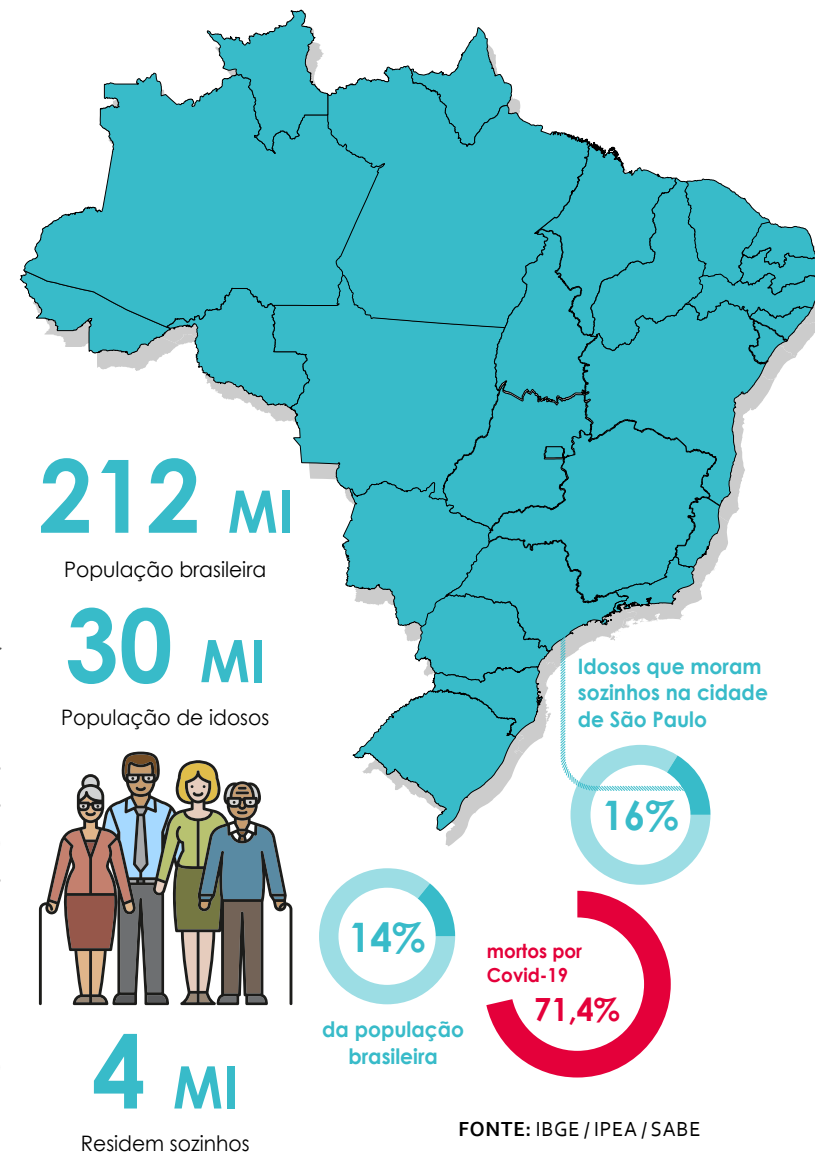 212 MI
População brasileira
30 MI
População de idosos
Idosos que moram
sozinhos na cidade
de São Paulo
16%
14%
da população
brasileira
mortos por
Covid-19
71,4%
4 MI
Residem sozinhos
FONTE: IBGE / IPEA / SABE